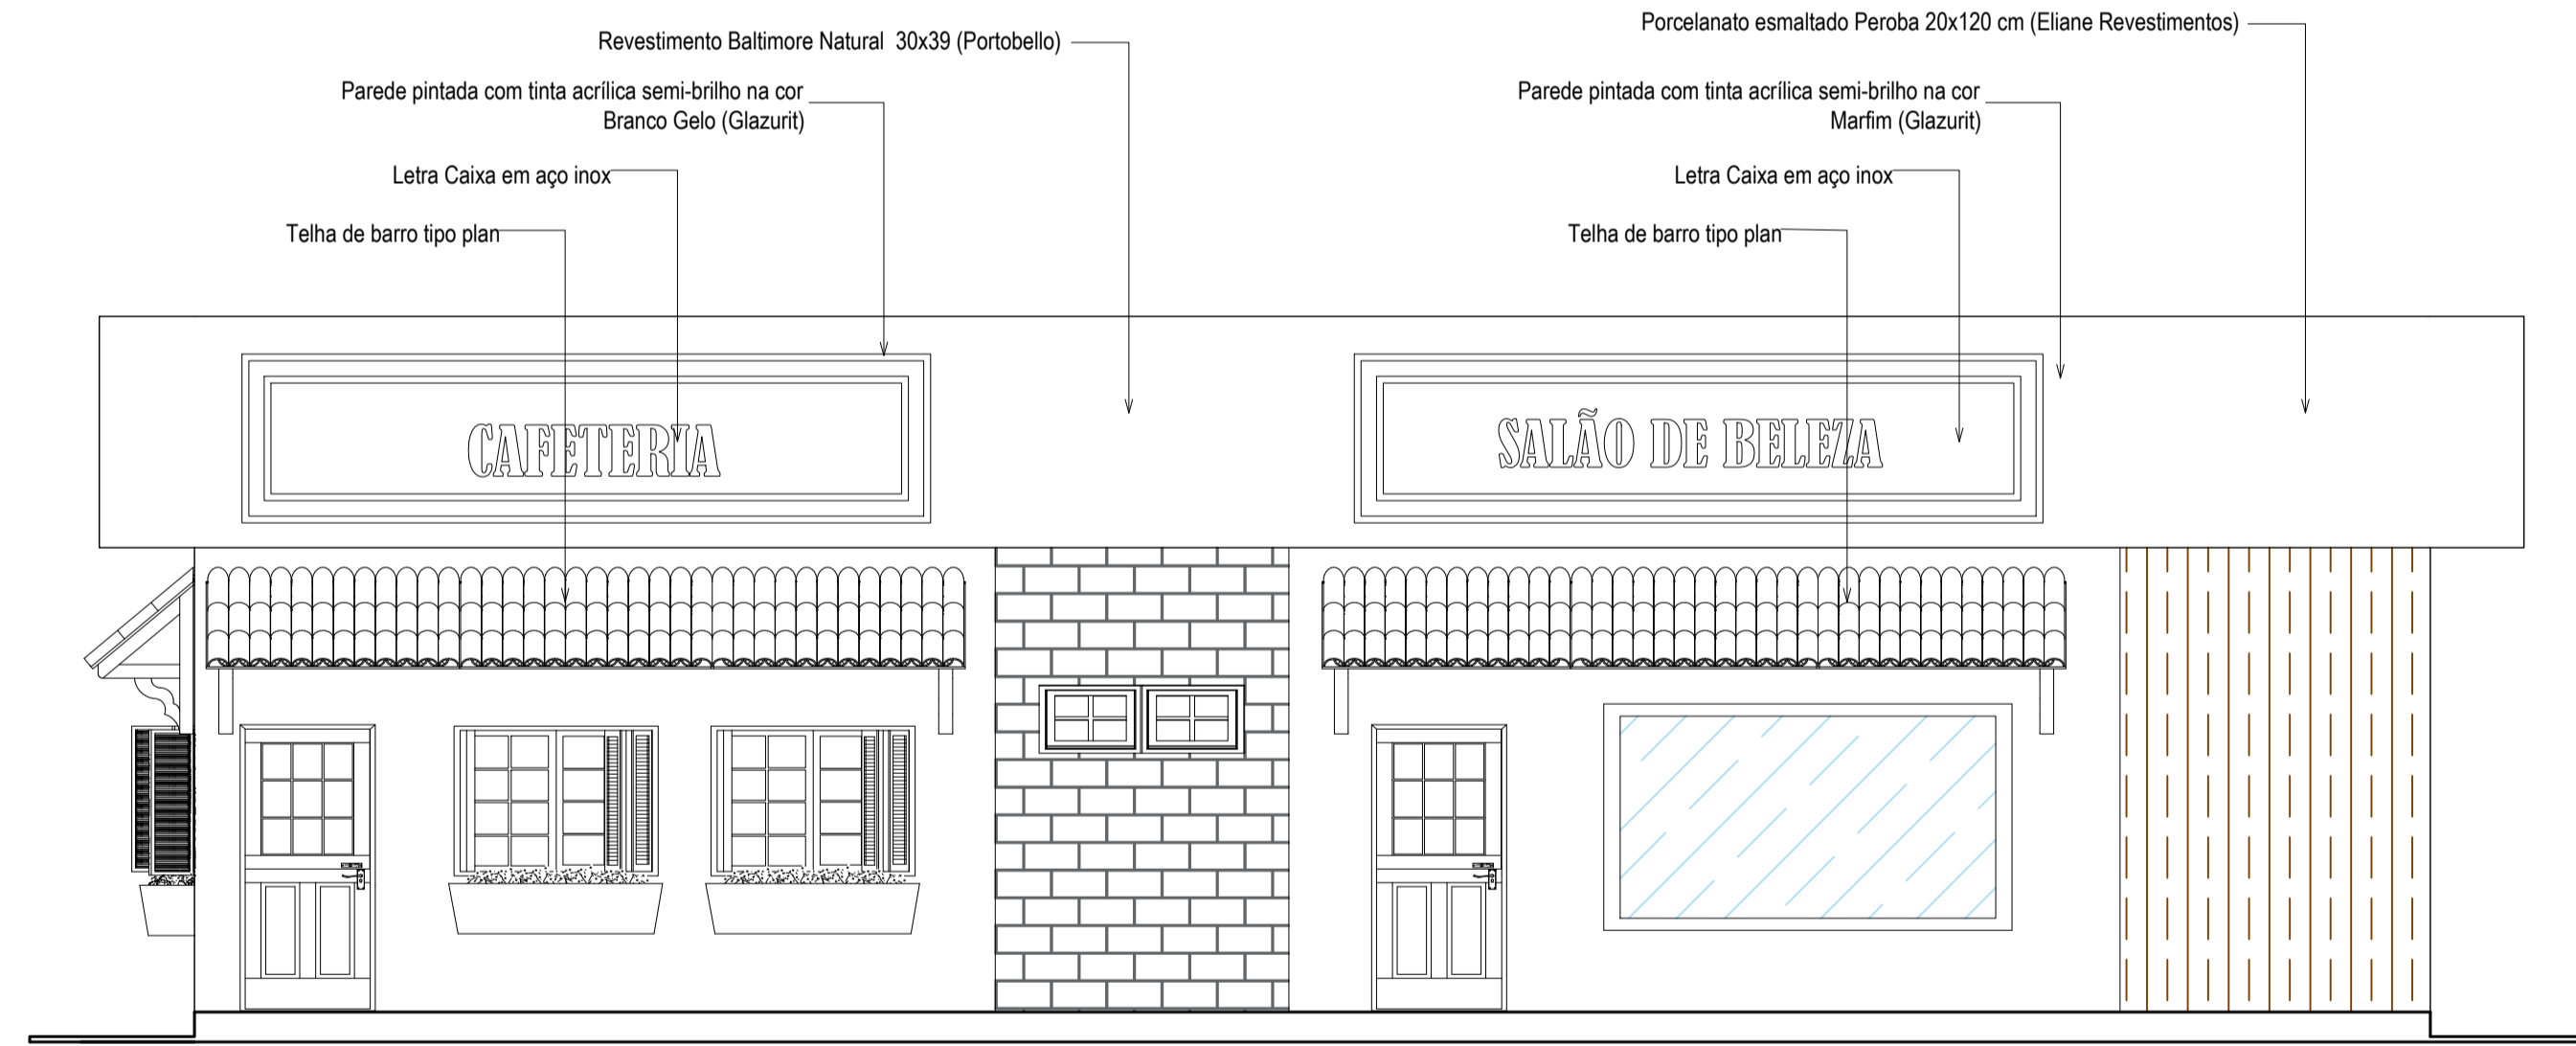 Porcelanato esmaltado Peroba 20x120 cm (Eliane Revestimentos)
Revestimento Baltimore Natural 30x39 (Portobello)
Parede pintada com tinta acrílica semi-brilho na cor
Branco Gelo (Glazurit)
Parede pintada com tinta acrílica semi-brilho na cor
Marfim (Glazurit)
Letra Caixa em aço inox
Letra Caixa em aço inox
Telha de barro tipo plan
Telha de barro tipo plan
CAFETERIA
SALÃO DE BELEZA